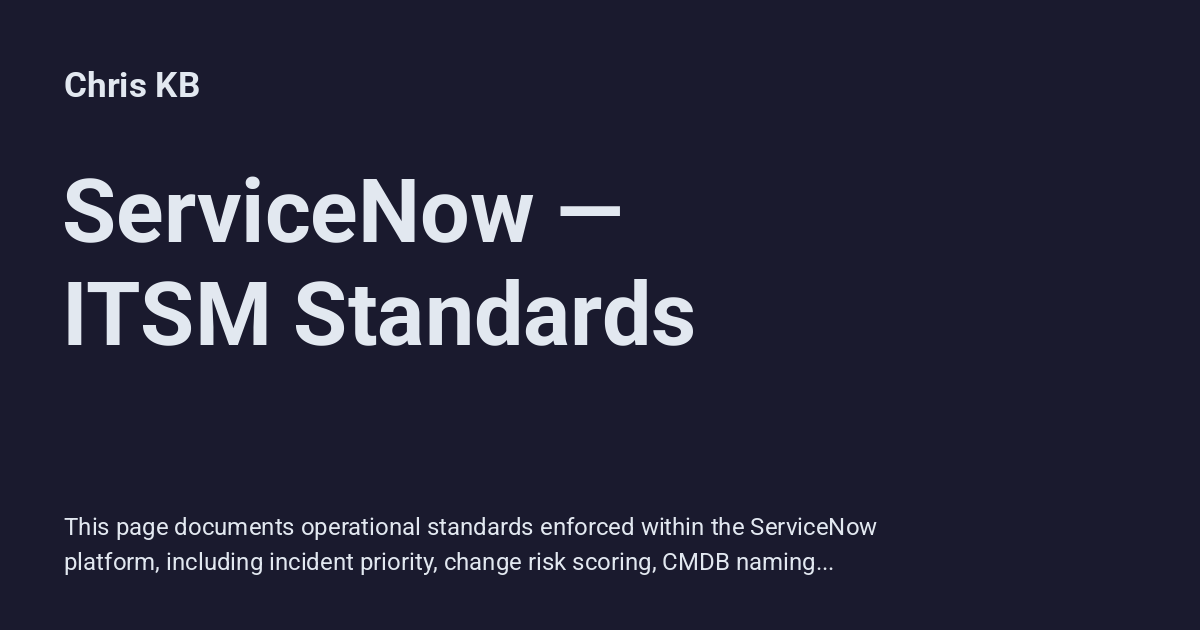 Chris KB
ServiceNow —
ITSM Standards
This page documents operational standards enforced within the ServiceNow
platform, including incident priority, change risk scoring, CMDB naming...